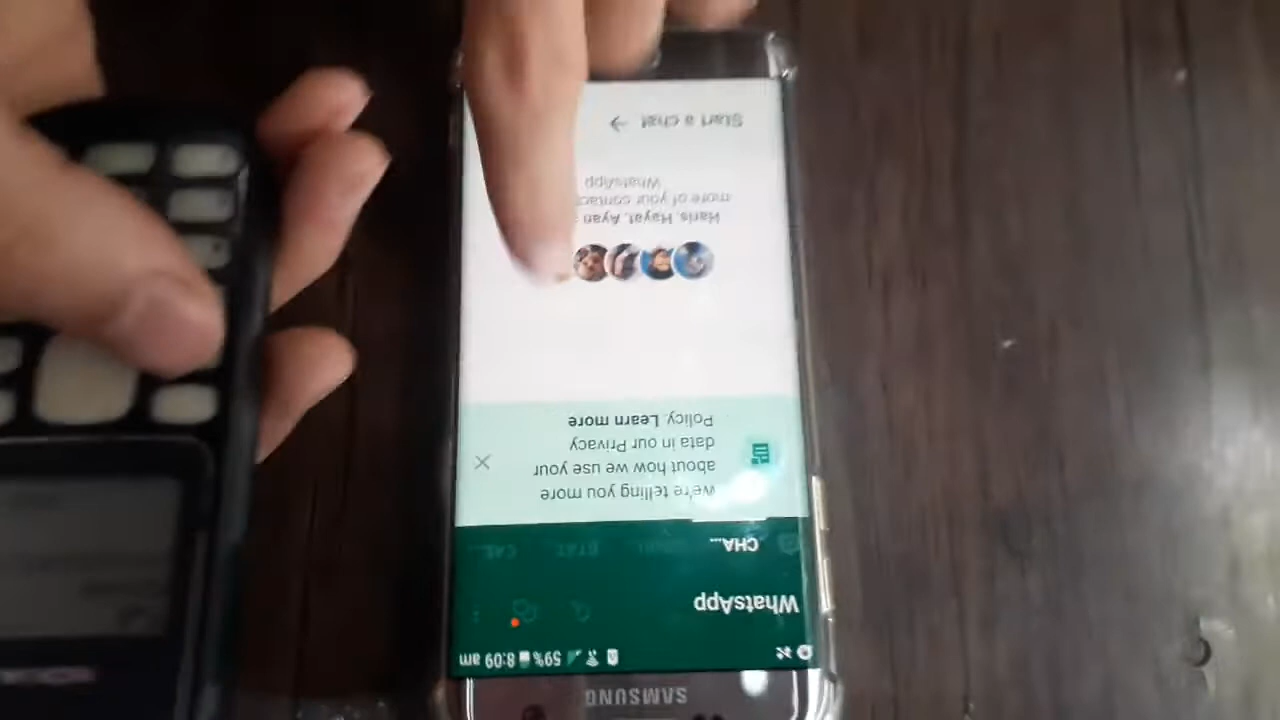 SAMSUNG
59% 8:09 am
WhatsApp
CHA...
We're telling you more
about how we use your
data in our Privacy
Policy. Learn more
Haris, Hayat, Ayan
more of your
WhatsApp
Start a chat →